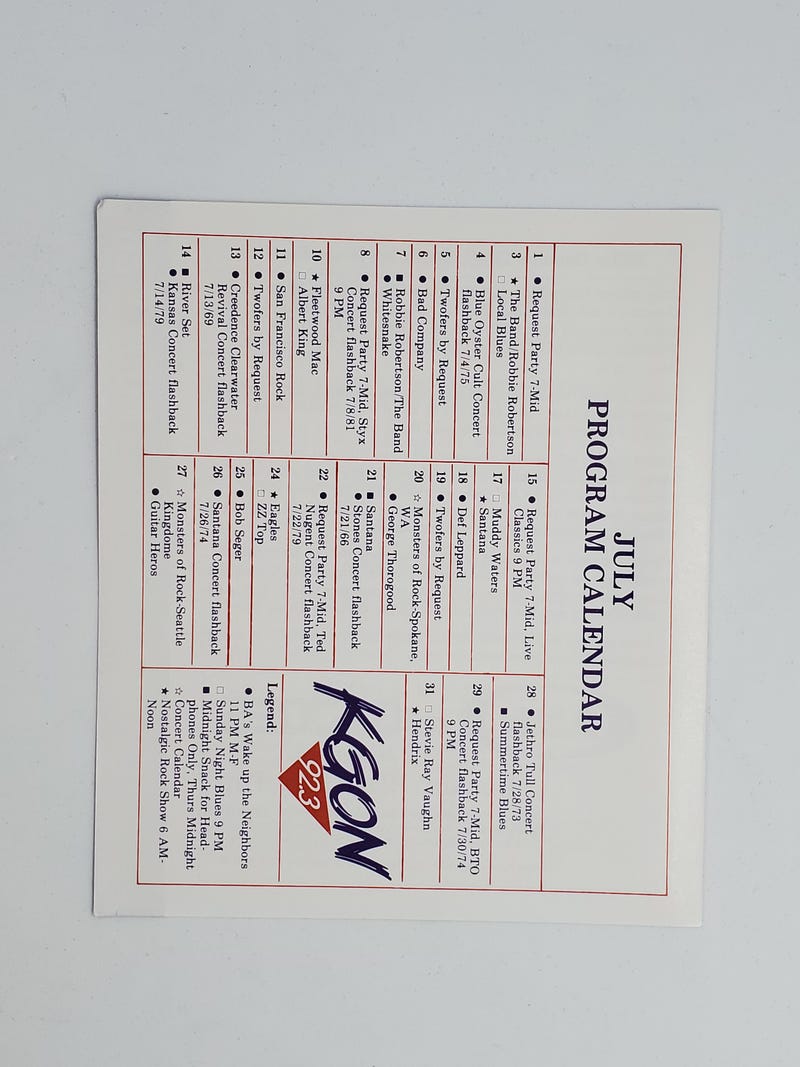 JULY
PROGRAM CALENDAR
1 ● Request Party 7-Mid
3 ★ The Band/Robbie Robertson
□ Local Blues
4 ● Blue Oyster Cult Concert
flashback 7/4/75
5 ● Twofers by Request
6 ● Bad Company
7 ■ Robbie Robertson/The Band
● Whitesnake
8 ● Request Party 7-Mid, Styx
Concert flashback 7/8/81
9 PM
10 ★ Fleetwood Mac
□ Albert King
11 ● San Francisco Rock
12 ● Twofers by Request
13 ● Creedence Clearwater
Revival Concert flashback
7/13/69
14 ■ River Set
● Kansas Concert flashback
7/14/79
15 ● Request Party 7-Mid, Live
Classics 9 PM
17 □ Muddy Waters
★ Santana
18 ● Def Leppard
19 ● Twofers by Request
20 ☆ Monsters of Rock-Spokane,
WA
● George Thorogood
21 ■ Santana
● Stones Concert flashback
7/21/66
22 ● Request Party 7-Mid, Ted
Nugent Concert flashback
7/22/79
24 ★ Eagles
□ ZZ Top
25 ● Bob Seger
26 ● Santana Concert flashback
7/26/74
27 ☆ Monsters of Rock-Seattle
Kingdome
● Guitar Heros
28 ● Jethro Tull Concert
flashback 7/28/73
■ Summertime Blues
29 ● Request Party 7-Mid, BTO
Concert flashback 7/30/74
9 PM
31 □ Stevie Ray Vaughn
★ Hendrix
KGON
92.3
Legend:
● BA's Wake up the Neighbors
11 PM M-F
□ Sunday Night Blues 9 PM
■ Midnight Snack for Head-
phones Only, Thurs Midnight
☆ Concert Calendar
★ Nostalgic Rock Show 6 AM-
Noon